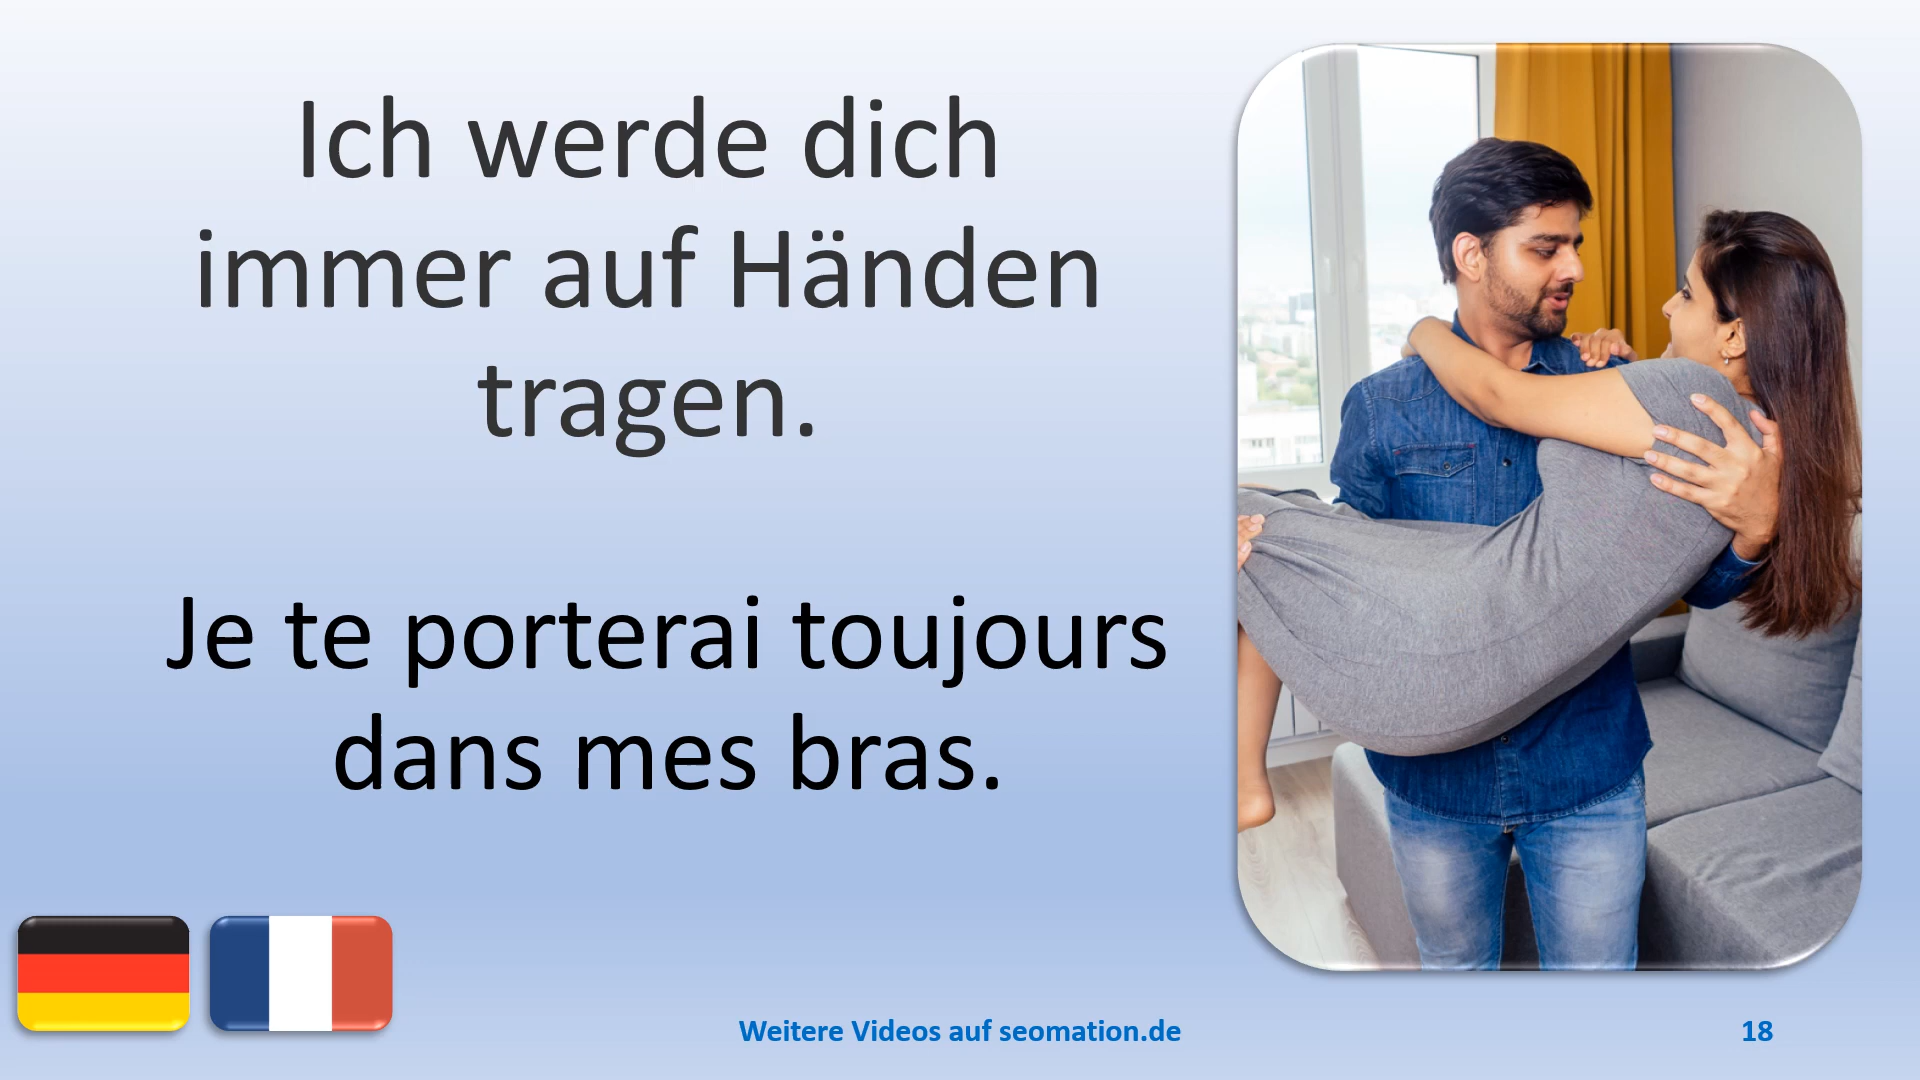 Ich werde dich
immer auf Händen
tragen.
Je te porterai toujours
dans mes bras.
Weitere Videos auf seomation.de
18